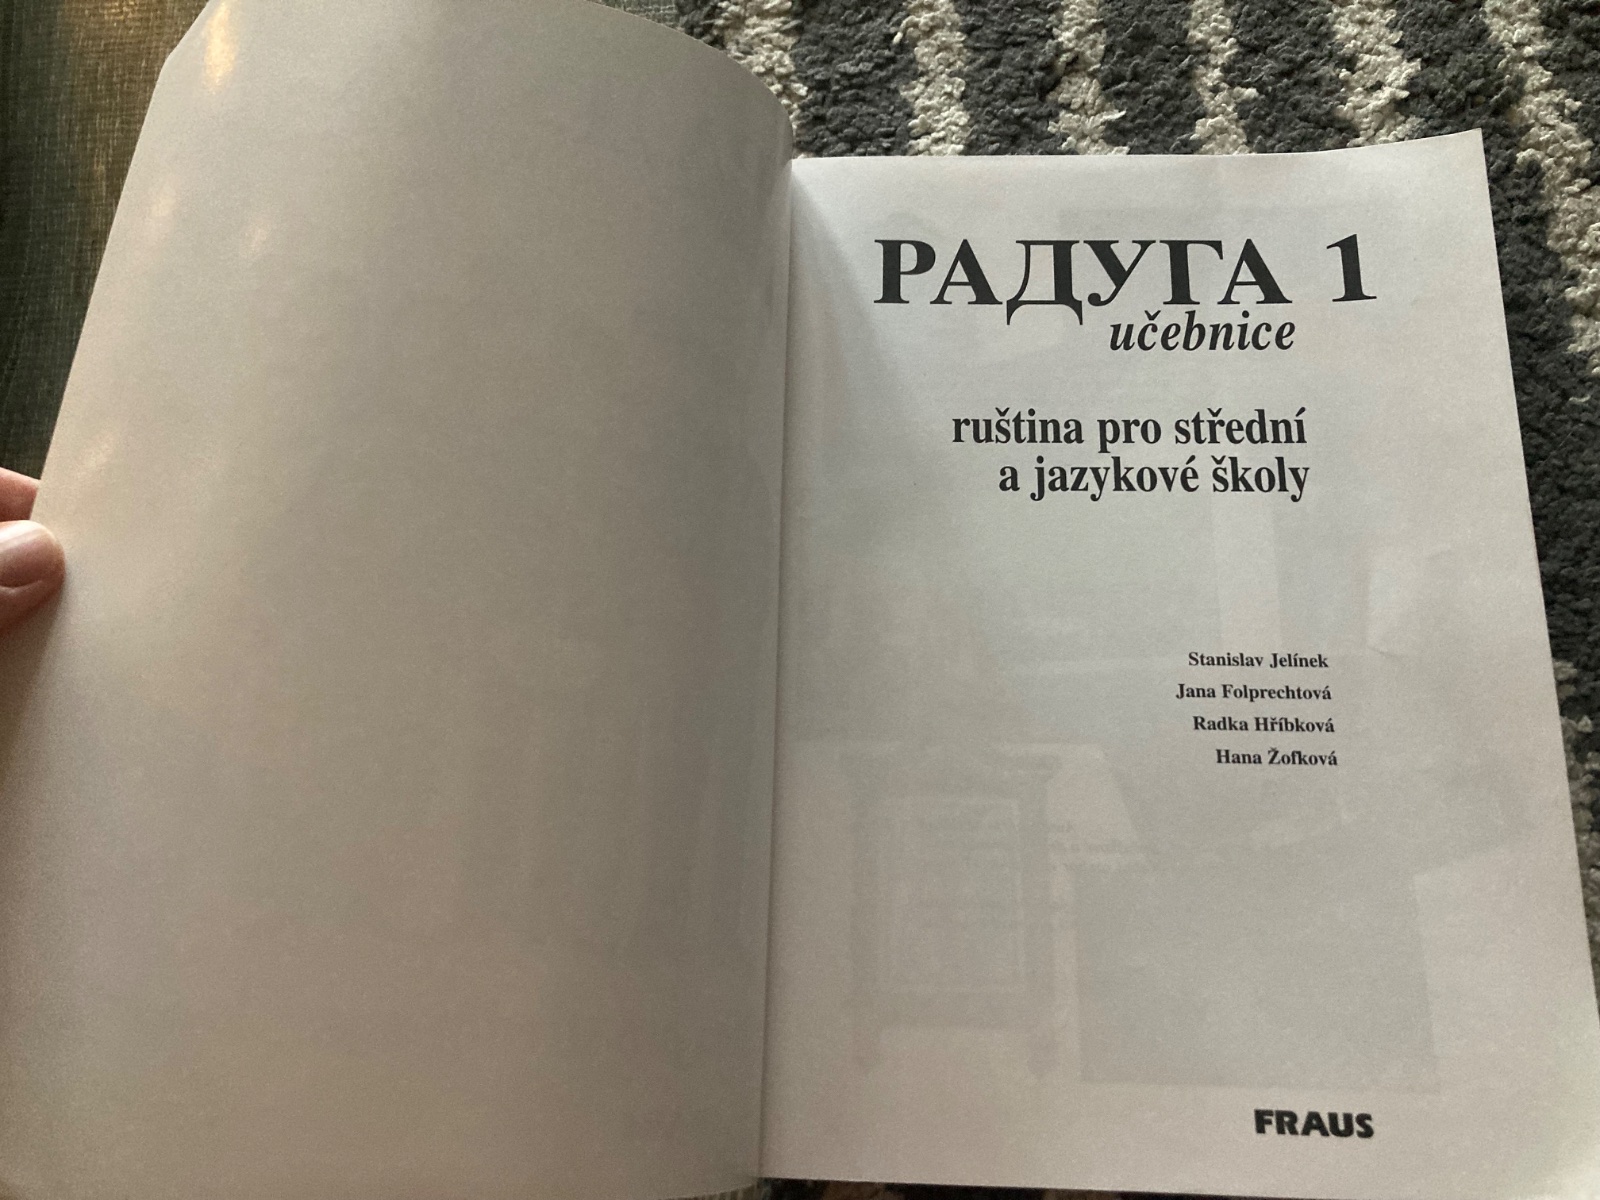 РАДУГА 1
učebnice
ruština pro střední
a jazykové školy
Stanislav Jelínek
Jana Folprechtová
Radka Hříbková
Hana Žofková
FRAUS